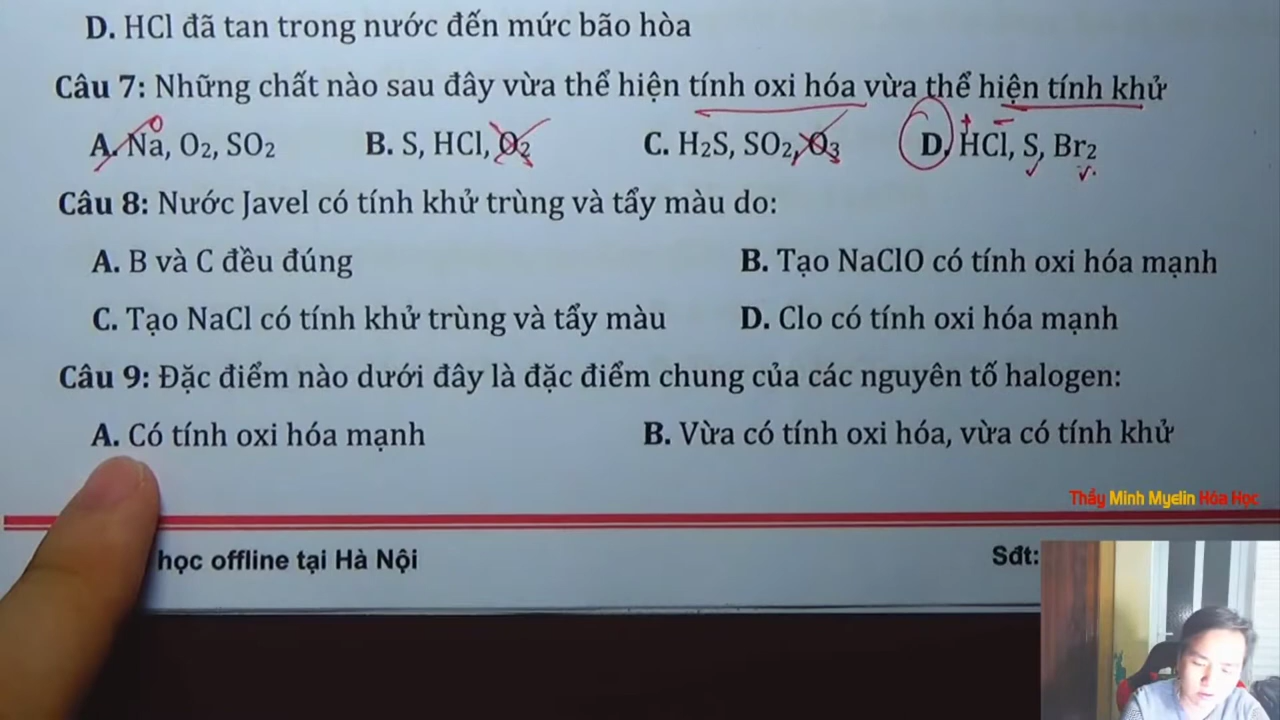 D. HCl đã tan trong nước đến mức bão hòa
Câu 7: Những chất nào sau đây vừa thể hiện tính oxi hóa vừa thể hiện tính khử
A. Na, O₂, SO₂ B. S, HCl, O₂ C. H₂S, SO₂, O₃ D. HCl, S, Br₂
Câu 8: Nước Javel có tính khử trùng và tẩy màu do:
A. B và C đều đúng B. Tạo NaClO có tính oxi hóa mạnh
C. Tạo NaCl có tính khử trùng và tẩy màu D. Clo có tính oxi hóa mạnh
Câu 9: Đặc điểm nào dưới đây là đặc điểm chung của các nguyên tố halogen:
A. Có tính oxi hóa mạnh B. Vừa có tính oxi hóa, vừa có tính khử
Thầy Minh Myelin Hóa Học
học offline tại Hà Nội Sđt: